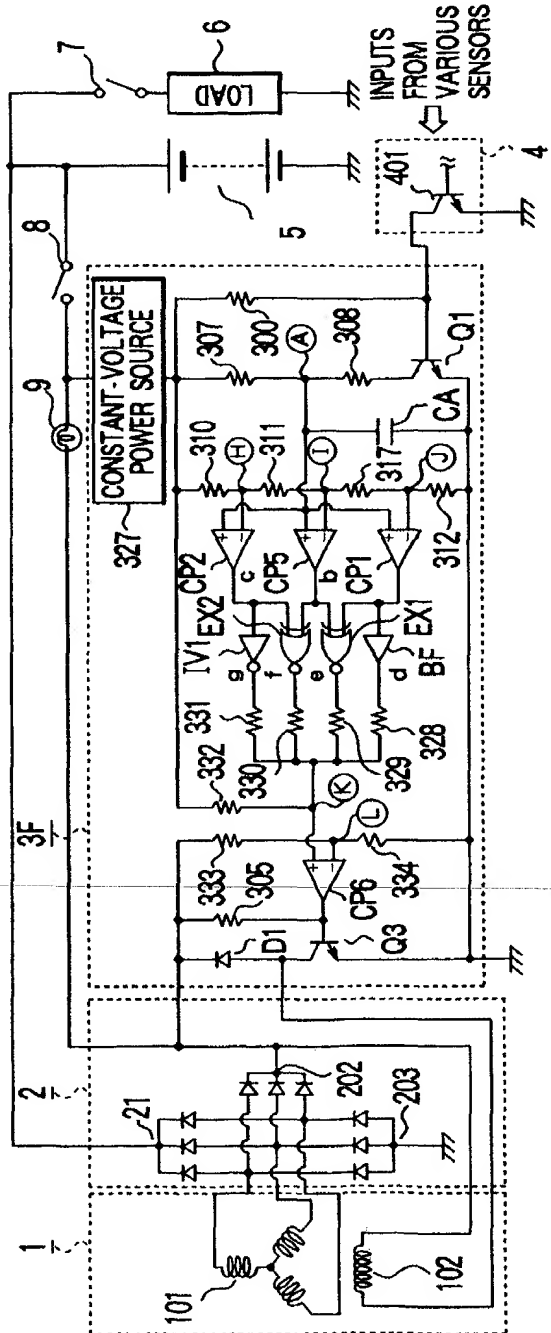 7
6
LOAD
INPUTS
FROM
VARIOUS
SENSORS
8
5
401
4
9
CONSTANT-VOLTAGE
POWER SOURCE
327
300
307
A
308
Q1
CA
310
H
311
I
317
J
312
CP2
CP5
CP1
c
b
EX2
EX1
IV1
g
f
e
d
BF
331
330
329
328
332
K
3F
333
L
334
305
CP6
D1
Q3
2
21
202
203
1
101
102